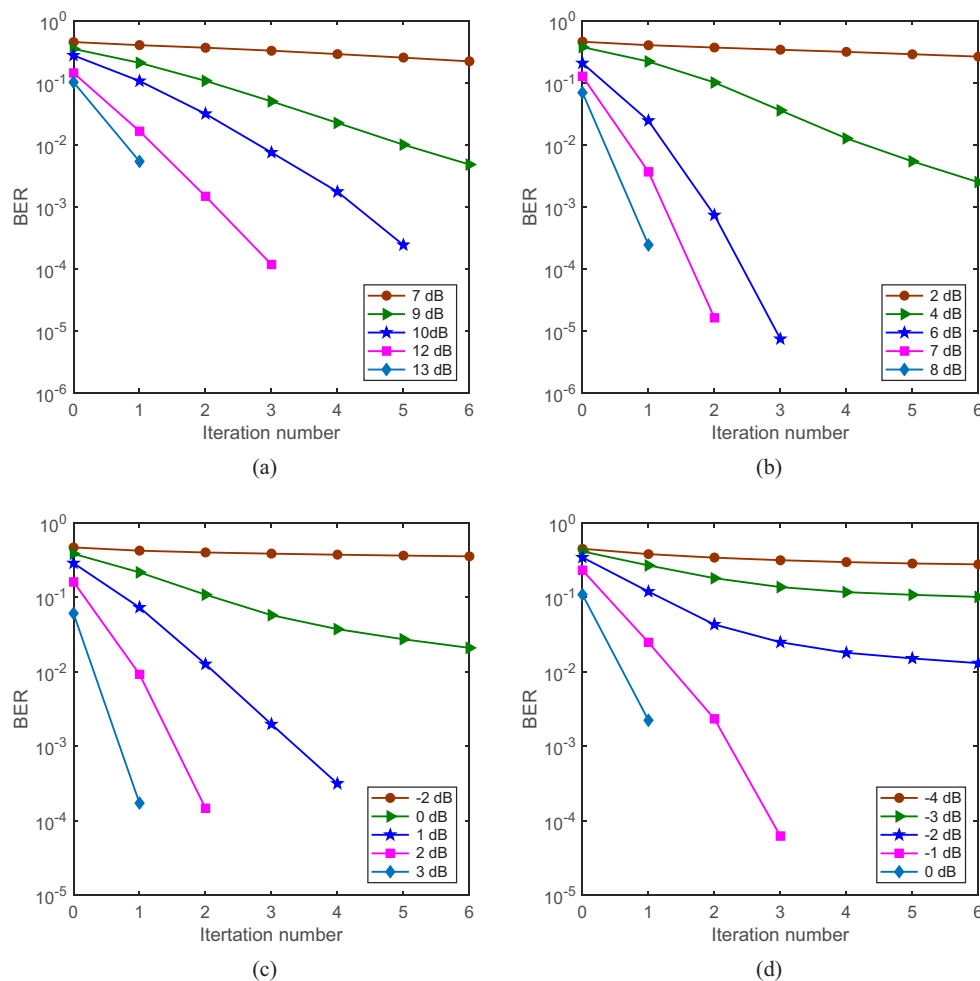 10^0
10^-1
10^-2
10^-3
10^-4
10^-5
10^-6
BER
0 1 2 3 4 5 6
Iteration number
7 dB
9 dB
10dB
12 dB
13 dB
(a)
10^0
10^-1
10^-2
10^-3
10^-4
10^-5
10^-6
BER
0 1 2 3 4 5 6
Iteration number
2 dB
4 dB
6 dB
7 dB
8 dB
(b)
10^0
10^-1
10^-2
10^-3
10^-4
10^-5
BER
0 1 2 3 4 5 6
Itertation number
-2 dB
0 dB
1 dB
2 dB
3 dB
(c)
10^0
10^-1
10^-2
10^-3
10^-4
10^-5
BER
0 1 2 3 4 5 6
Iteration number
-4 dB
-3 dB
-2 dB
-1 dB
0 dB
(d)